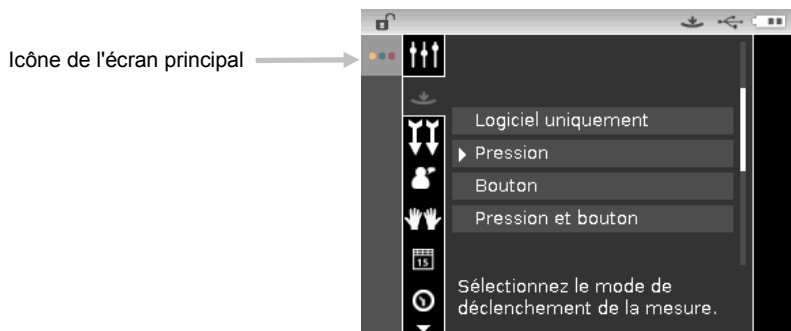 Icône de l'écran principal
Logiciel uniquement
Pression
Bouton
Pression et bouton
15
Sélectionnez le mode de
déclenchement de la mesure.